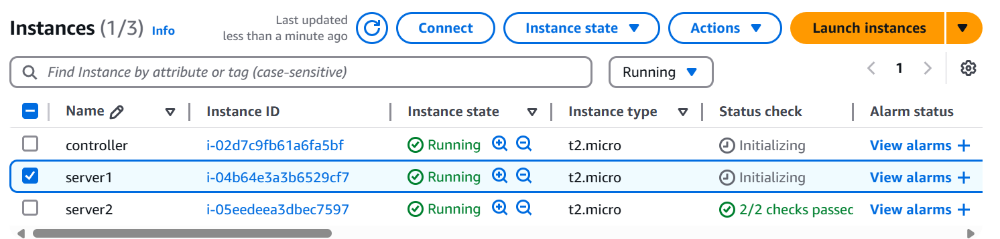 Instances (1/3) Info
Last updated
less than a minute ago
Connect
Instance state
Actions
Launch instances
Find Instance by attribute or tag (case-sensitive)
Running
1
Name Instance ID Instance state Instance type Status check Alarm status
controller i-02d7c9fb61a6fa5bf Running t2.micro Initializing View alarms +
server1 i-04b64e3a3b6529cf7 Running t2.micro Initializing View alarms +
server2 i-05eedeea3dbec7597 Running t2.micro 2/2 checks passed View alarms +